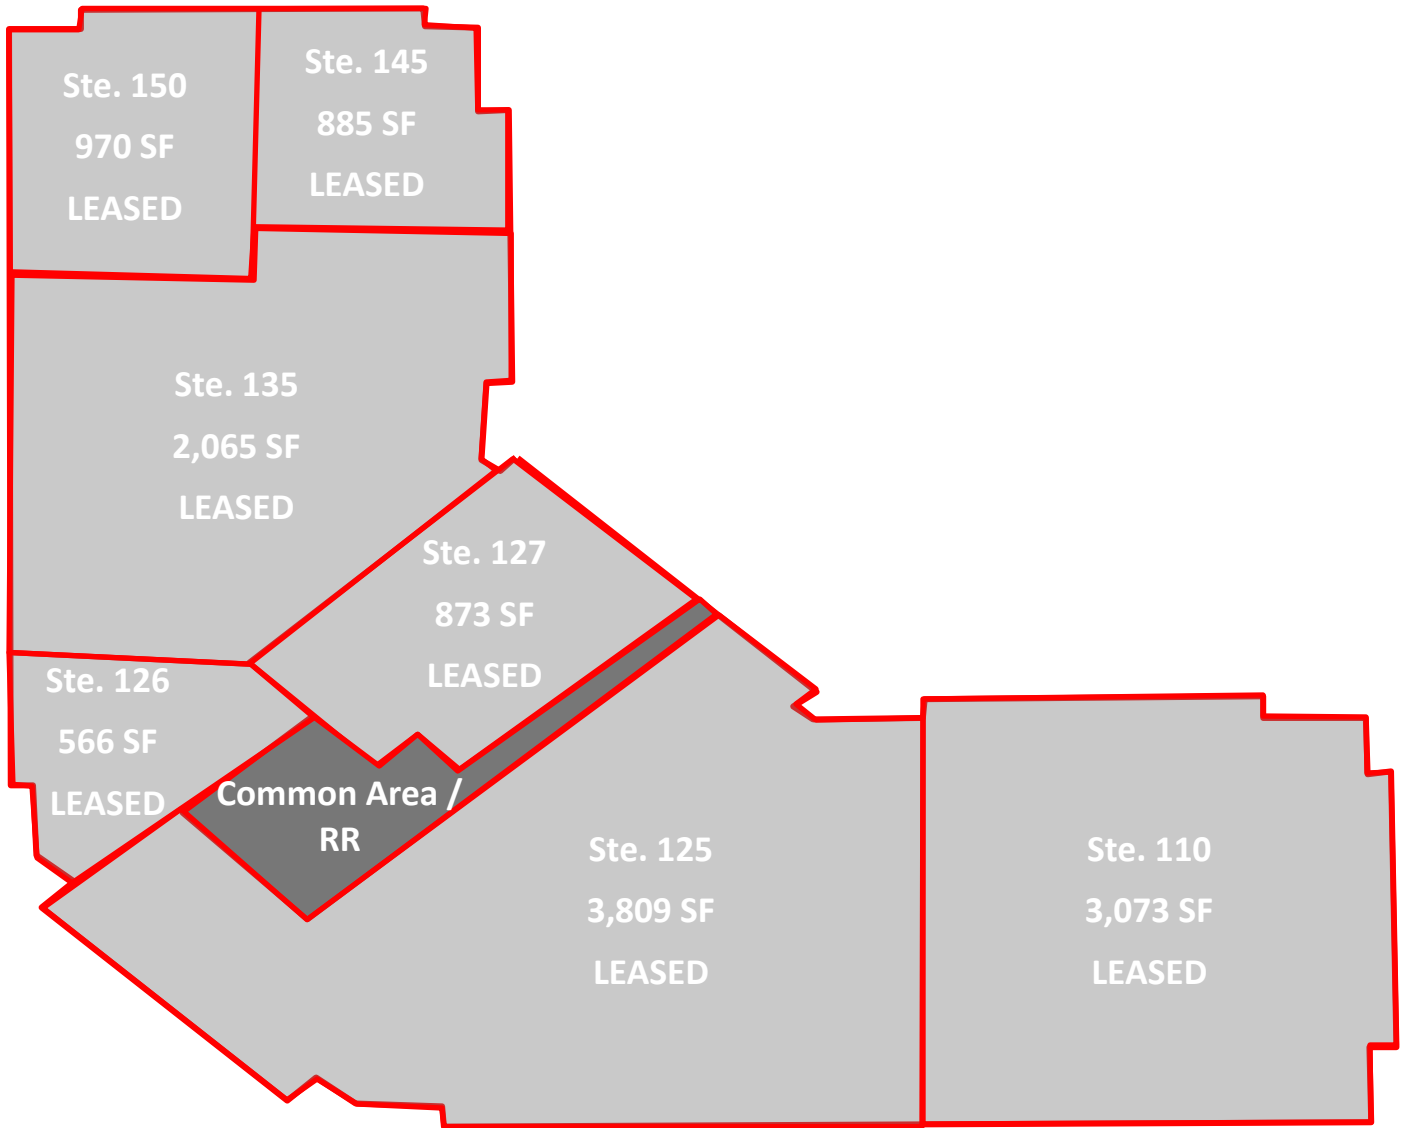 Ste. 150
970 SF
LEASED
Ste. 145
885 SF
LEASED
Ste. 135
2,065 SF
LEASED
Ste. 127
873 SF
LEASED
Ste. 126
566 SF
LEASED
Common Area /
RR
Ste. 125
3,809 SF
LEASED
Ste. 110
3,073 SF
LEASED